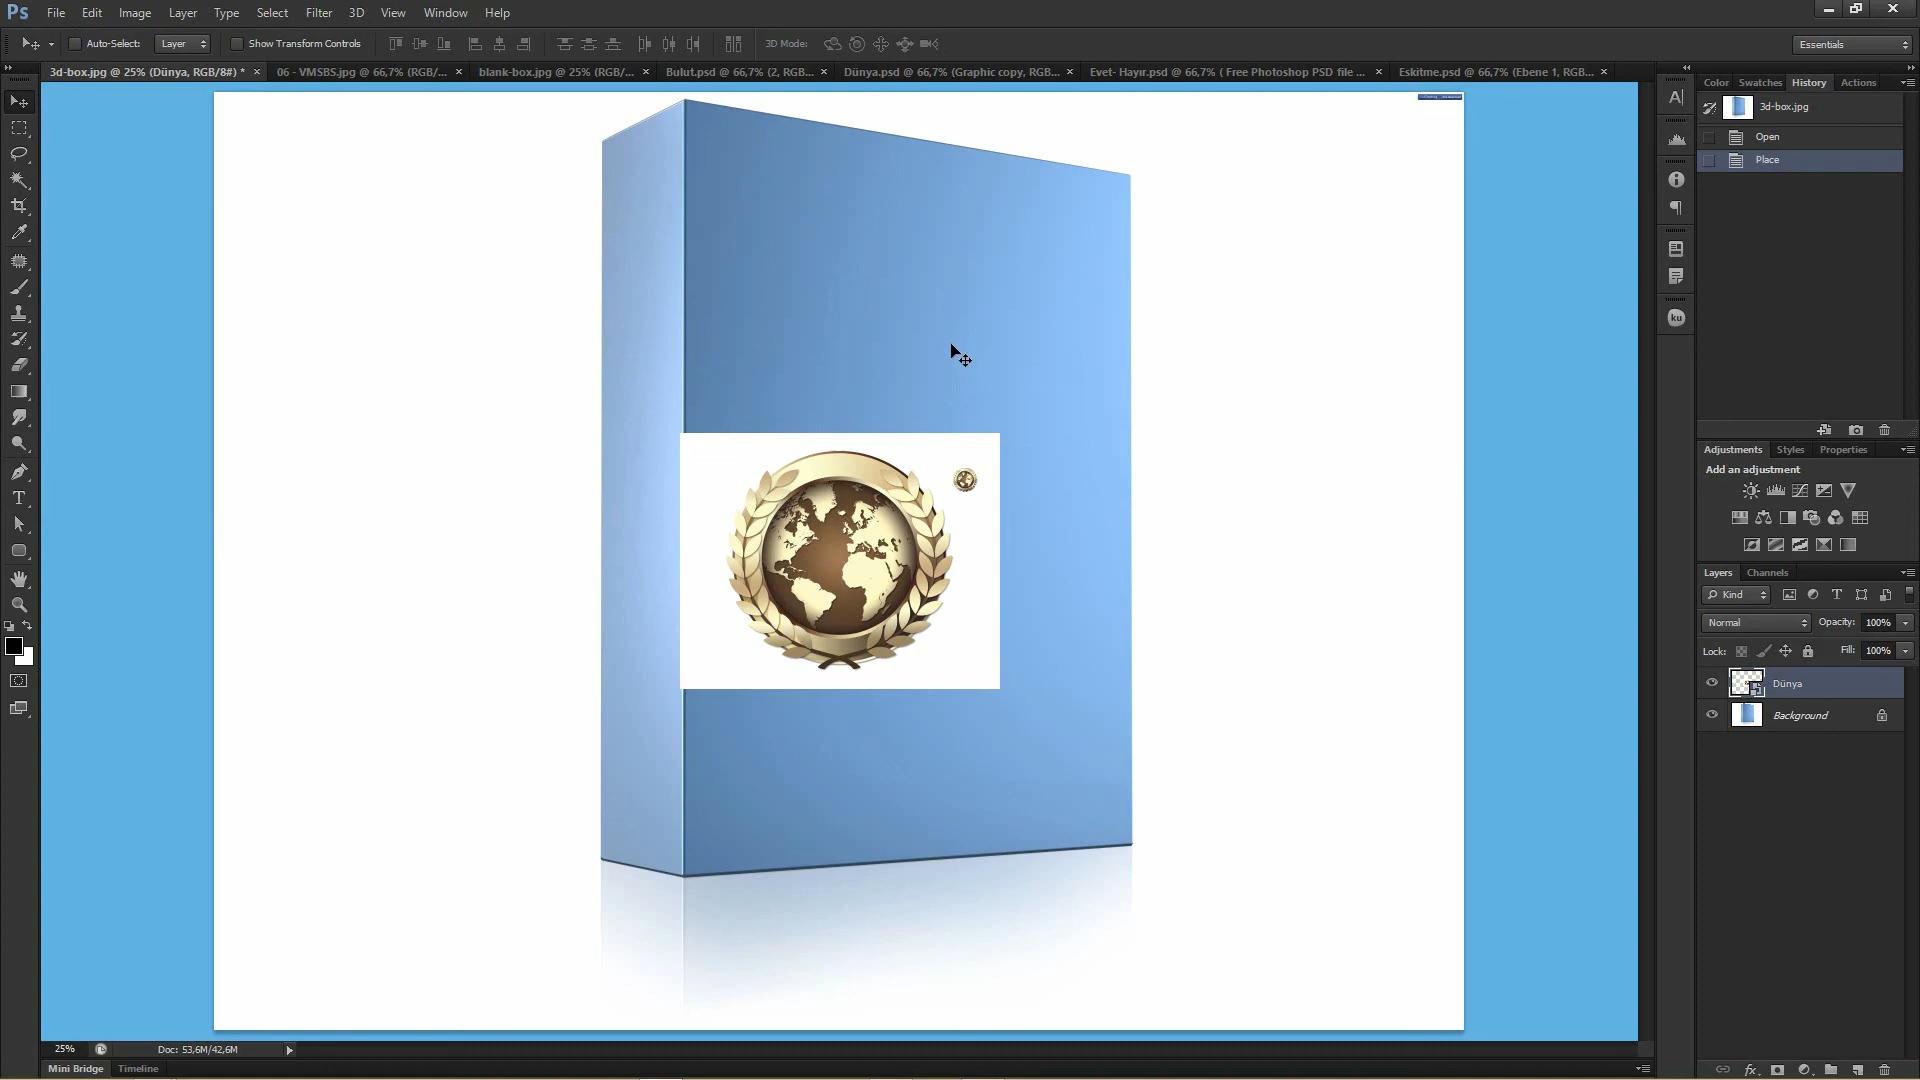 Ps File Edit Image Layer Type Select Filter 3D View Window Help
Auto-Select: Layer Show Transform Controls 3D Mode: Essentials
3d-box.jpg @ 25% (Dünya, RGB/8#) * × 06 - VMSBS.jpg @ 66,7% (RGB/... × blank-box.jpg @ 25% (RGB/... × Bulut.psd @ 66,7% (2, RGB... × Dünya.psd @ 66,7% (Graphic copy, RGB... × Evet- Hayır.psd @ 66,7% ( Free Photoshop PSD file ... × Eskitme.psd @ 66,7% (Ebene 1, RGB... ×
Color Swatches History Actions
3d-box.jpg
Open
Place
ku
Adjustments Styles Properties
Add an adjustment
Layers Channels
Kind
Normal Opacity: 100%
Lock: Fill: 100%
Dünya
Background
T
fx
25% Doc: 53,6M/42,6M
Mini Bridge Timeline